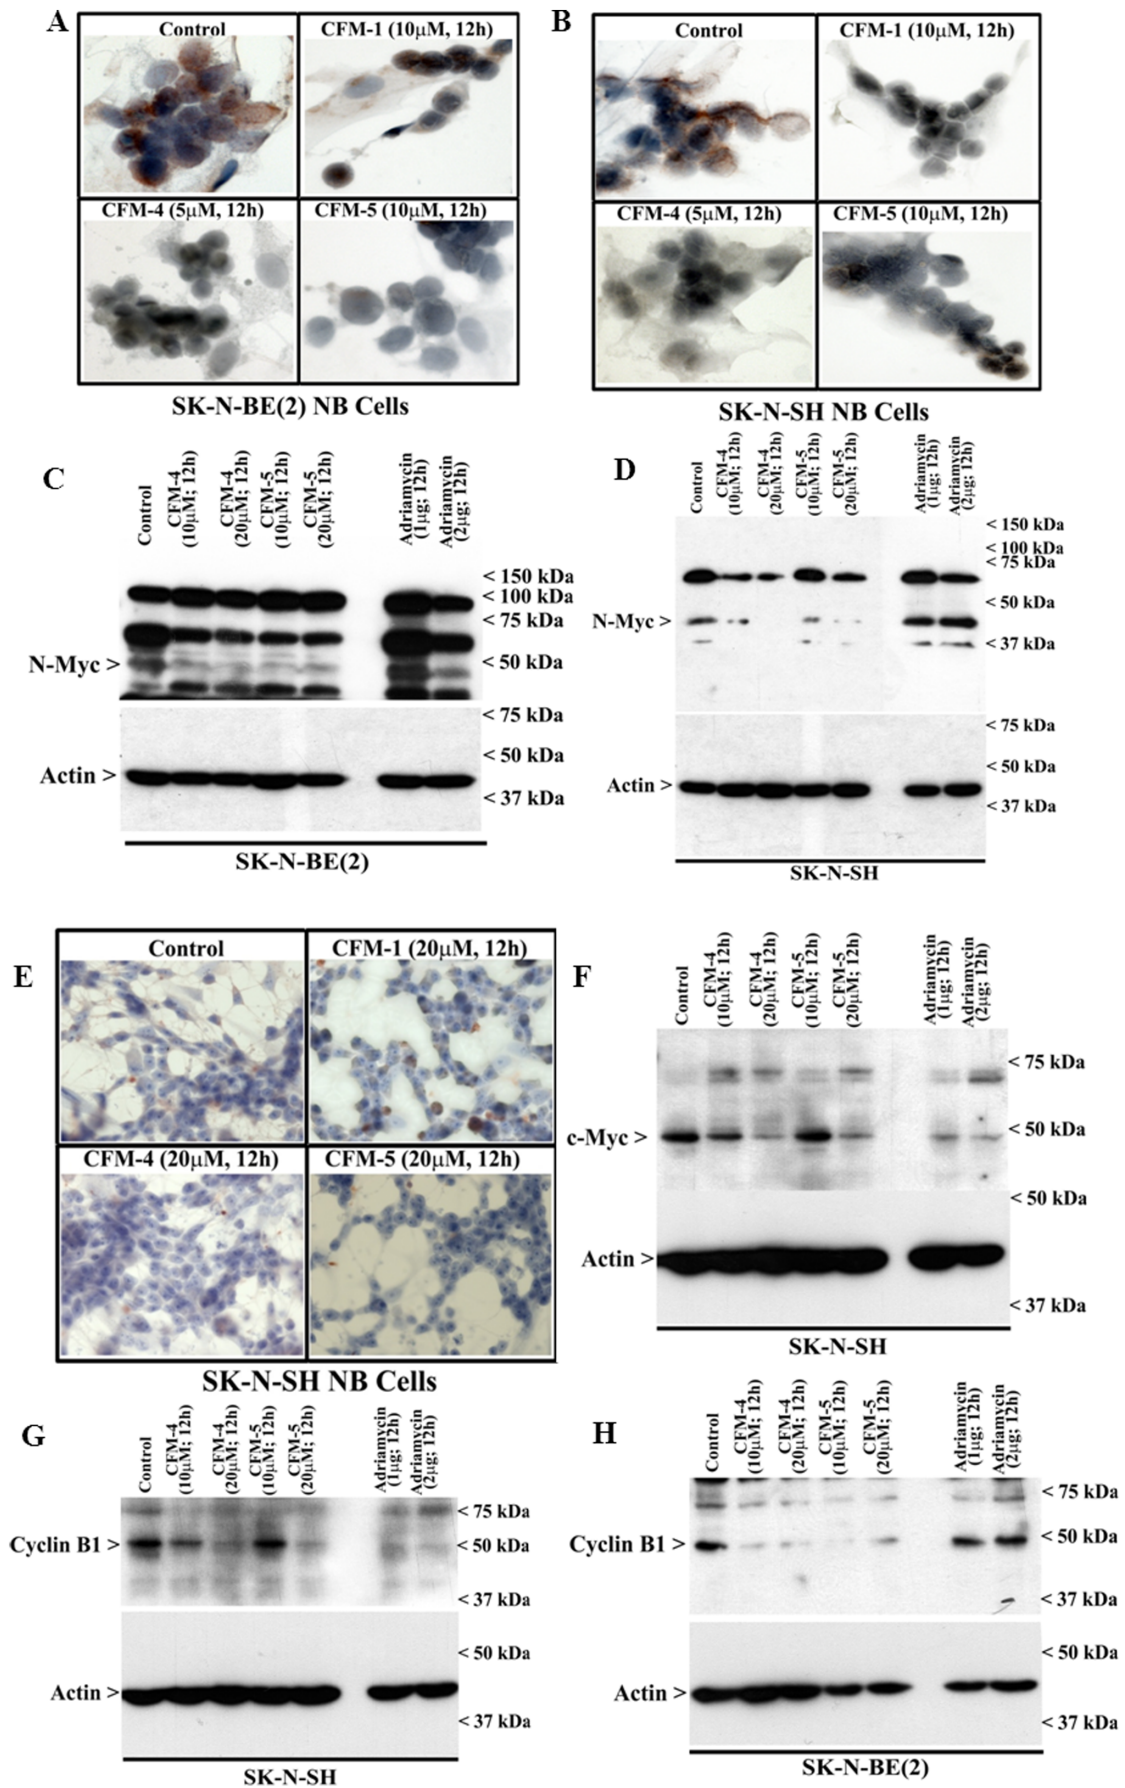 A
Control
CFM-1 (10μM, 12h)
CFM-4 (5μM, 12h)
CFM-5 (10μM, 12h)
SK-N-BE(2) NB Cells
B
Control
CFM-1 (10μM, 12h)
CFM-4 (5μM, 12h)
CFM-5 (10μM, 12h)
SK-N-SH NB Cells
C
Control
CFM-4
(10μM; 12h)
CFM-4
(20μM; 12h)
CFM-5
(10μM; 12h)
CFM-5
(20μM; 12h)
Adriamycin
(1μg; 12h)
Adriamycin
(2μg; 12h)
< 150 kDa
< 100 kDa
< 75 kDa
N-Myc >
< 50 kDa
< 75 kDa
< 50 kDa
Actin >
< 37 kDa
SK-N-BE(2)
D
Control
CFM-4
(10μM; 12h)
CFM-4
(20μM; 12h)
CFM-5
(10μM; 12h)
CFM-5
(20μM; 12h)
Adriamycin
(1μg; 12h)
Adriamycin
(2μg; 12h)
< 150 kDa
< 100 kDa
< 75 kDa
< 50 kDa
N-Myc >
< 37 kDa
< 75 kDa
< 50 kDa
Actin >
< 37 kDa
SK-N-SH
E
Control
CFM-1 (20μM, 12h)
CFM-4 (20μM, 12h)
CFM-5 (20μM, 12h)
SK-N-SH NB Cells
F
Control
CFM-4
(10μM; 12h)
CFM-4
(20μM; 12h)
CFM-5
(10μM; 12h)
CFM-5
(20μM; 12h)
Adriamycin
(1μg; 12h)
Adriamycin
(2μg; 12h)
< 75 kDa
c-Myc >
< 50 kDa
< 50 kDa
Actin >
< 37 kDa
SK-N-SH
G
Control
CFM-4
(10μM; 12h)
CFM-4
(20μM; 12h)
CFM-5
(10μM; 12h)
CFM-5
(20μM; 12h)
Adriamycin
(1μg; 12h)
Adriamycin
(2μg; 12h)
< 75 kDa
Cyclin B1 >
< 50 kDa
< 37 kDa
< 50 kDa
Actin >
< 37 kDa
SK-N-SH
H
Control
CFM-4
(10μM; 12h)
CFM-4
(20μM; 12h)
CFM-5
(10μM; 12h)
CFM-5
(20μM; 12h)
Adriamycin
(1μg; 12h)
Adriamycin
(2μg; 12h)
< 75 kDa
Cyclin B1 >
< 50 kDa
< 37 kDa
< 50 kDa
Actin >
< 37 kDa
SK-N-BE(2)